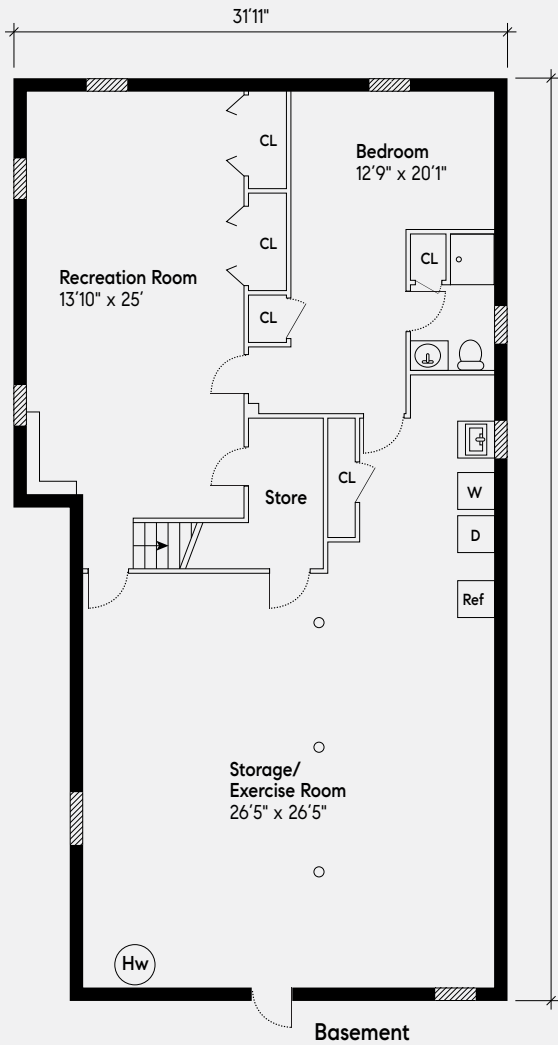 31'11"
CL
Bedroom
12'9" x 20'1"
CL
CL
Recreation Room
13'10" x 25'
CL
W
CL
Store
D
Ref
Storage/
Exercise Room
26'5" x 26'5"
Hw
Basement